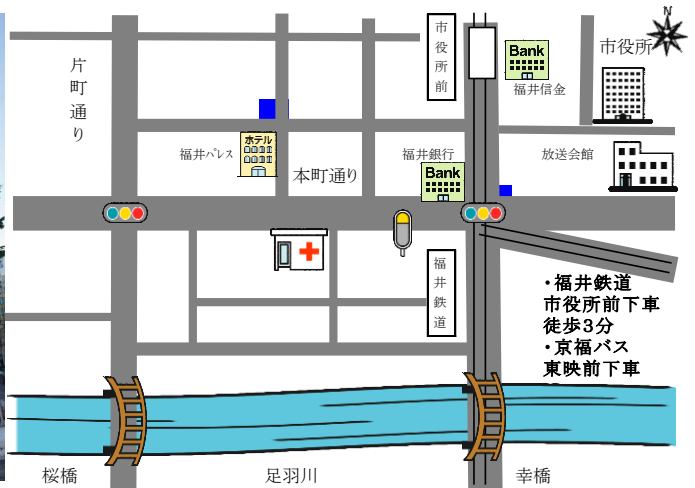 N
市役所前
Bank
市役所
福井信金
片町通り
ホテル
福井パレス
福井銀行
放送会館
本町通り
Bank
福井鉄道
・福井鉄道
市役所前下車
徒歩3分
・京福バス
東映前下車
桜橋
足羽川
幸橋